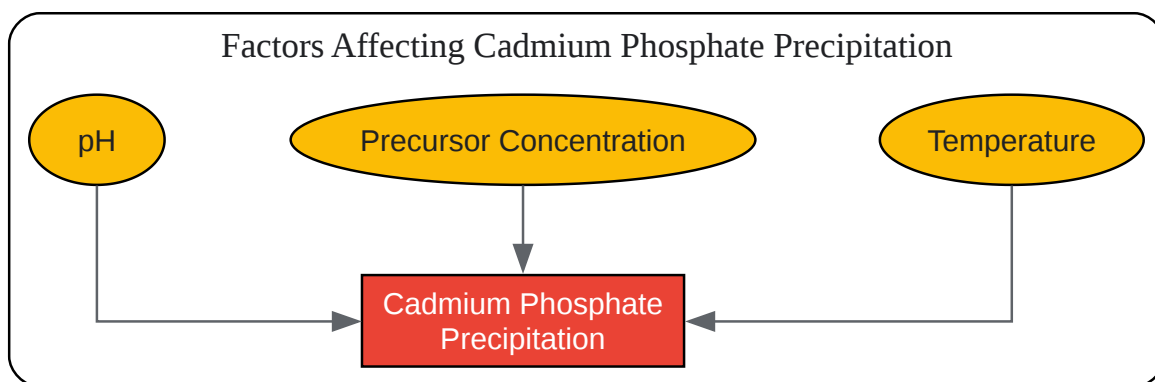 Factors Affecting Cadmium Phosphate Precipitation
pH
Precursor Concentration
Temperature
Cadmium Phosphate
Precipitation